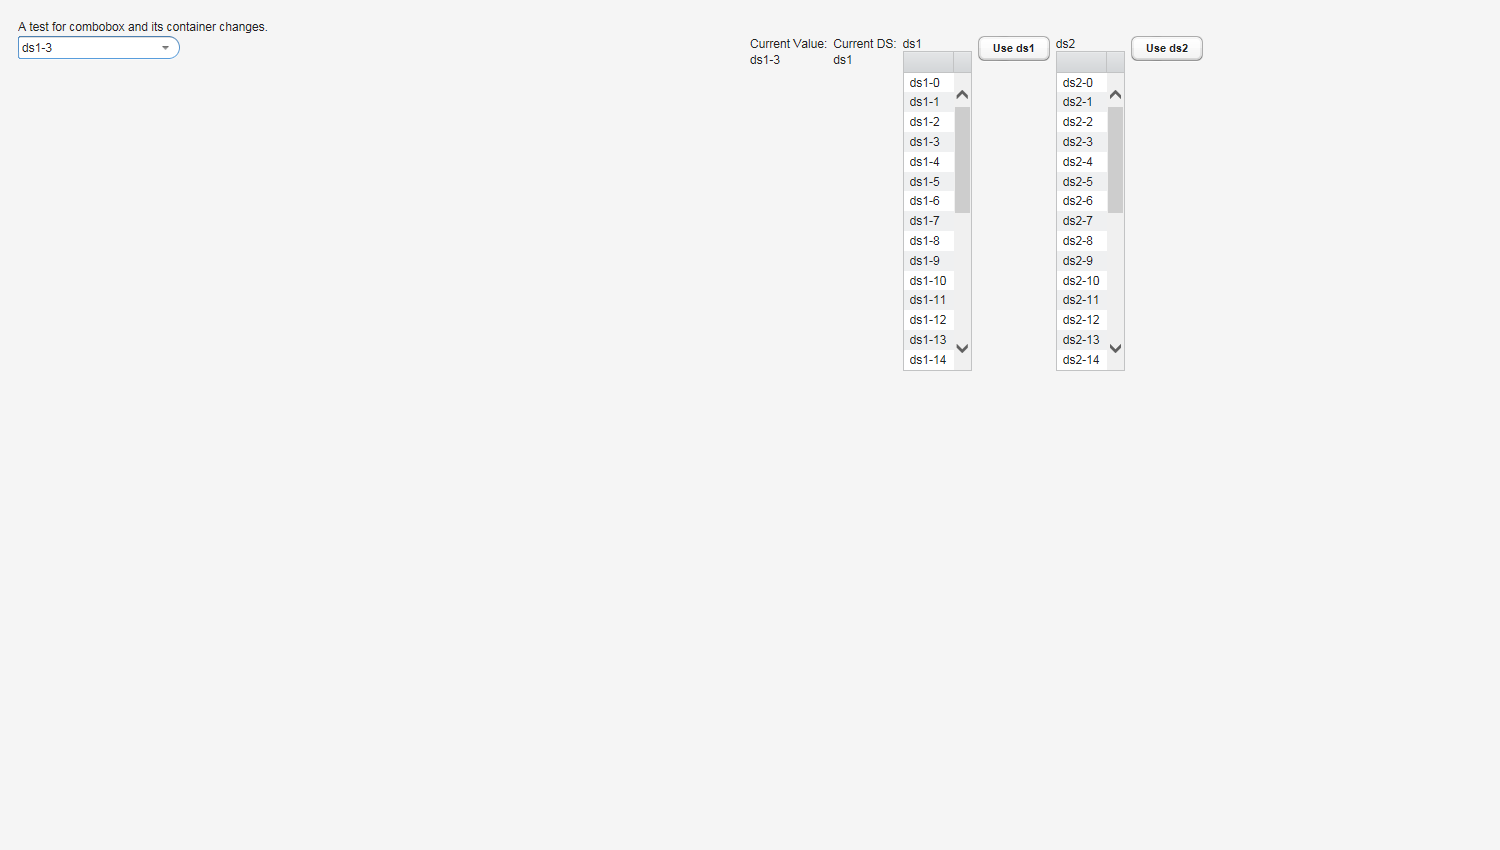 A test for combobox and its container changes.
ds1-3
Current Value:
ds1-3
Current DS:
ds1
ds1
ds1-0
ds1-1
ds1-2
ds1-3
ds1-4
ds1-5
ds1-6
ds1-7
ds1-8
ds1-9
ds1-10
ds1-11
ds1-12
ds1-13
ds1-14
Use ds1
ds2
ds2-0
ds2-1
ds2-2
ds2-3
ds2-4
ds2-5
ds2-6
ds2-7
ds2-8
ds2-9
ds2-10
ds2-11
ds2-12
ds2-13
ds2-14
Use ds2